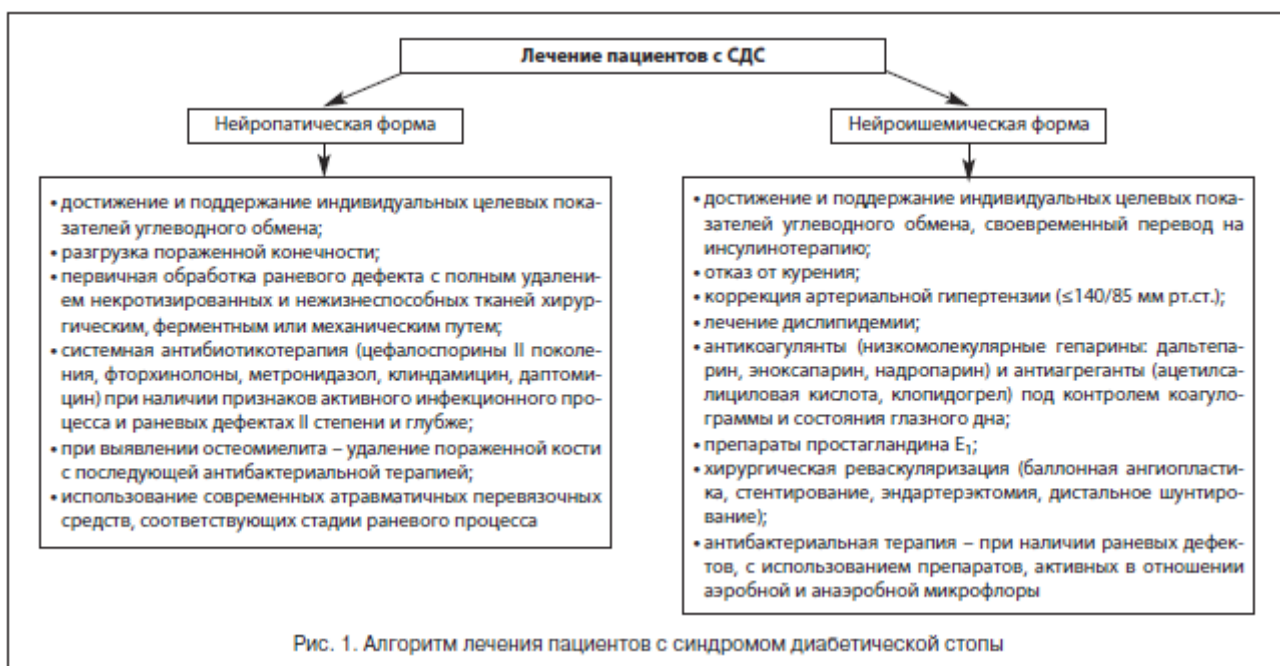 Лечение пациентов с СДС
Нейропатическая форма
• достижение и поддержание индивидуальных целевых пока-
зателей углеводного обмена;
• разгрузка пораженной конечности;
• первичная обработка раневого дефекта с полным удалени-
ем некротизированных и нежизнеспособных тканей хирур-
гическим, ферментным или механическим путем;
• системная антибиотикотерапия (цефалоспорины II поколе-
ния, фторхинолоны, метронидазол, клиндамицин, даптоми-
цин) при наличии признаков активного инфекционного про-
цесса и раневых дефектах II степени и глубже;
• при выявлении остеомиелита – удаление пораженной кости
с последующей антибактериальной терапией;
• использование современных атравматичных перевязочных
средств, соответствующих стадии раневого процесса
Нейроишемическая форма
• достижение и поддержание индивидуальных целевых пока-
зателей углеводного обмена, своевременный перевод на
инсулинотерапию;
• отказ от курения;
• коррекция артериальной гипертензии (≤140/85 мм рт.ст.);
• лечение дислипидемии;
• антикоагулянты (низкомолекулярные гепарины: дальтепа-
рин, эноксапарин, надропарин) и антиагреганты (ацетилса-
лициловая кислота, клопидогрел) под контролем коагуло-
граммы и состояния глазного дна;
• препараты простагландина E₁;
• хирургическая реваскуляризация (баллонная ангиопласти-
ка, стентирование, эндартерэктомия, дистальное шунтиро-
вание);
• антибактериальная терапия – при наличии раневых дефек-
тов, с использованием препаратов, активных в отношении
аэробной и анаэробной микрофлоры
Рис. 1. Алгоритм лечения пациентов с синдромом диабетической стопы